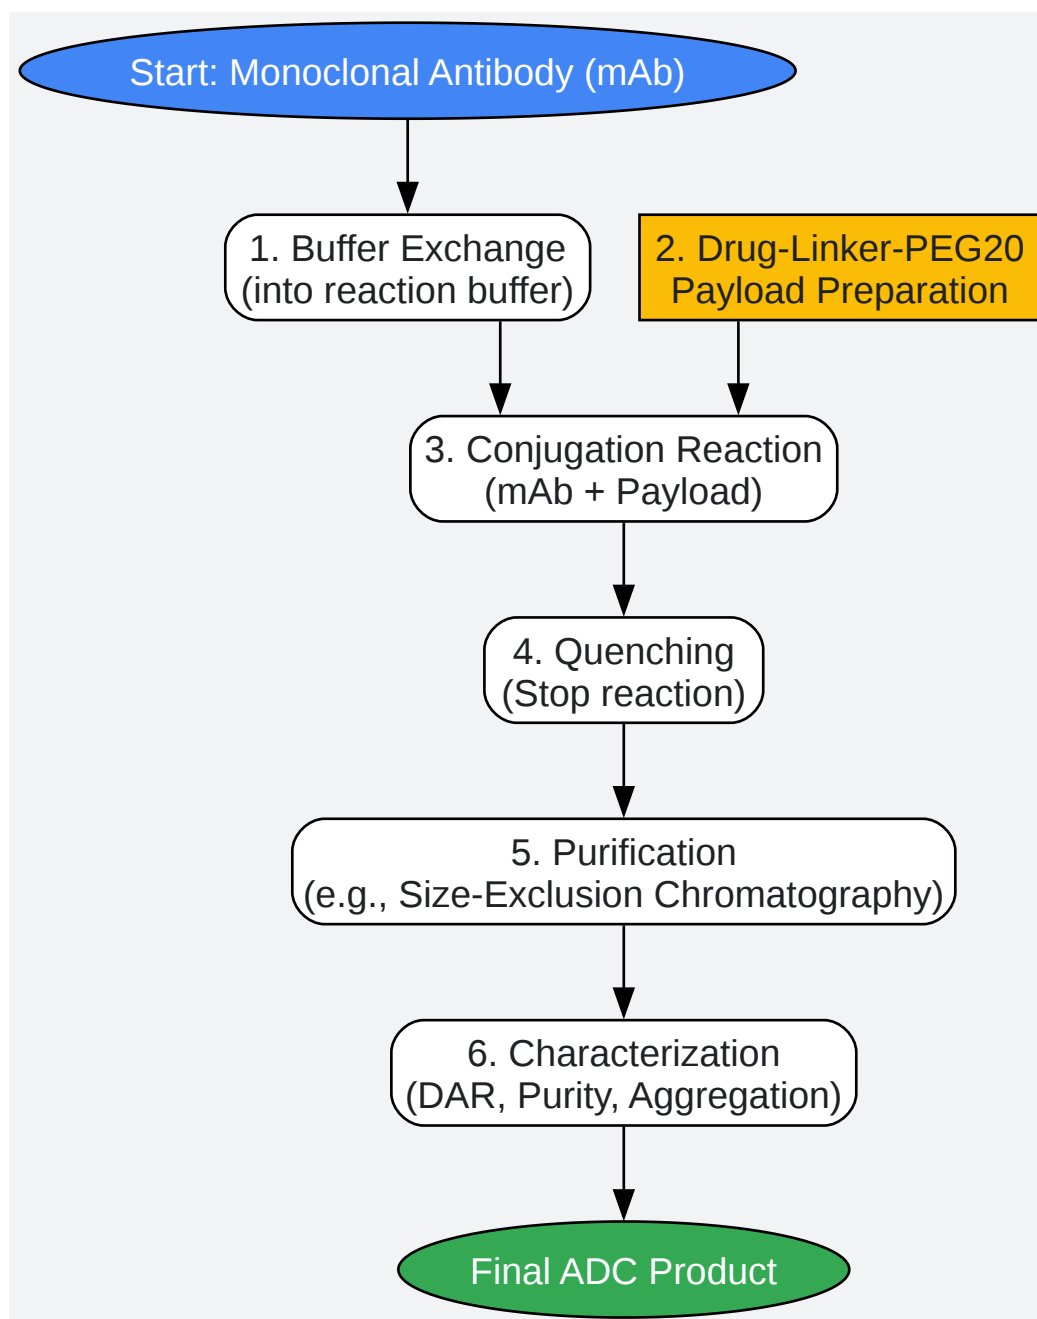 Start: Monoclonal Antibody (mAb)
1. Buffer Exchange
(into reaction buffer)
2. Drug-Linker-PEG20
Payload Preparation
3. Conjugation Reaction
(mAb + Payload)
4. Quenching
(Stop reaction)
5. Purification
(e.g., Size-Exclusion Chromatography)
6. Characterization
(DAR, Purity, Aggregation)
Final ADC Product